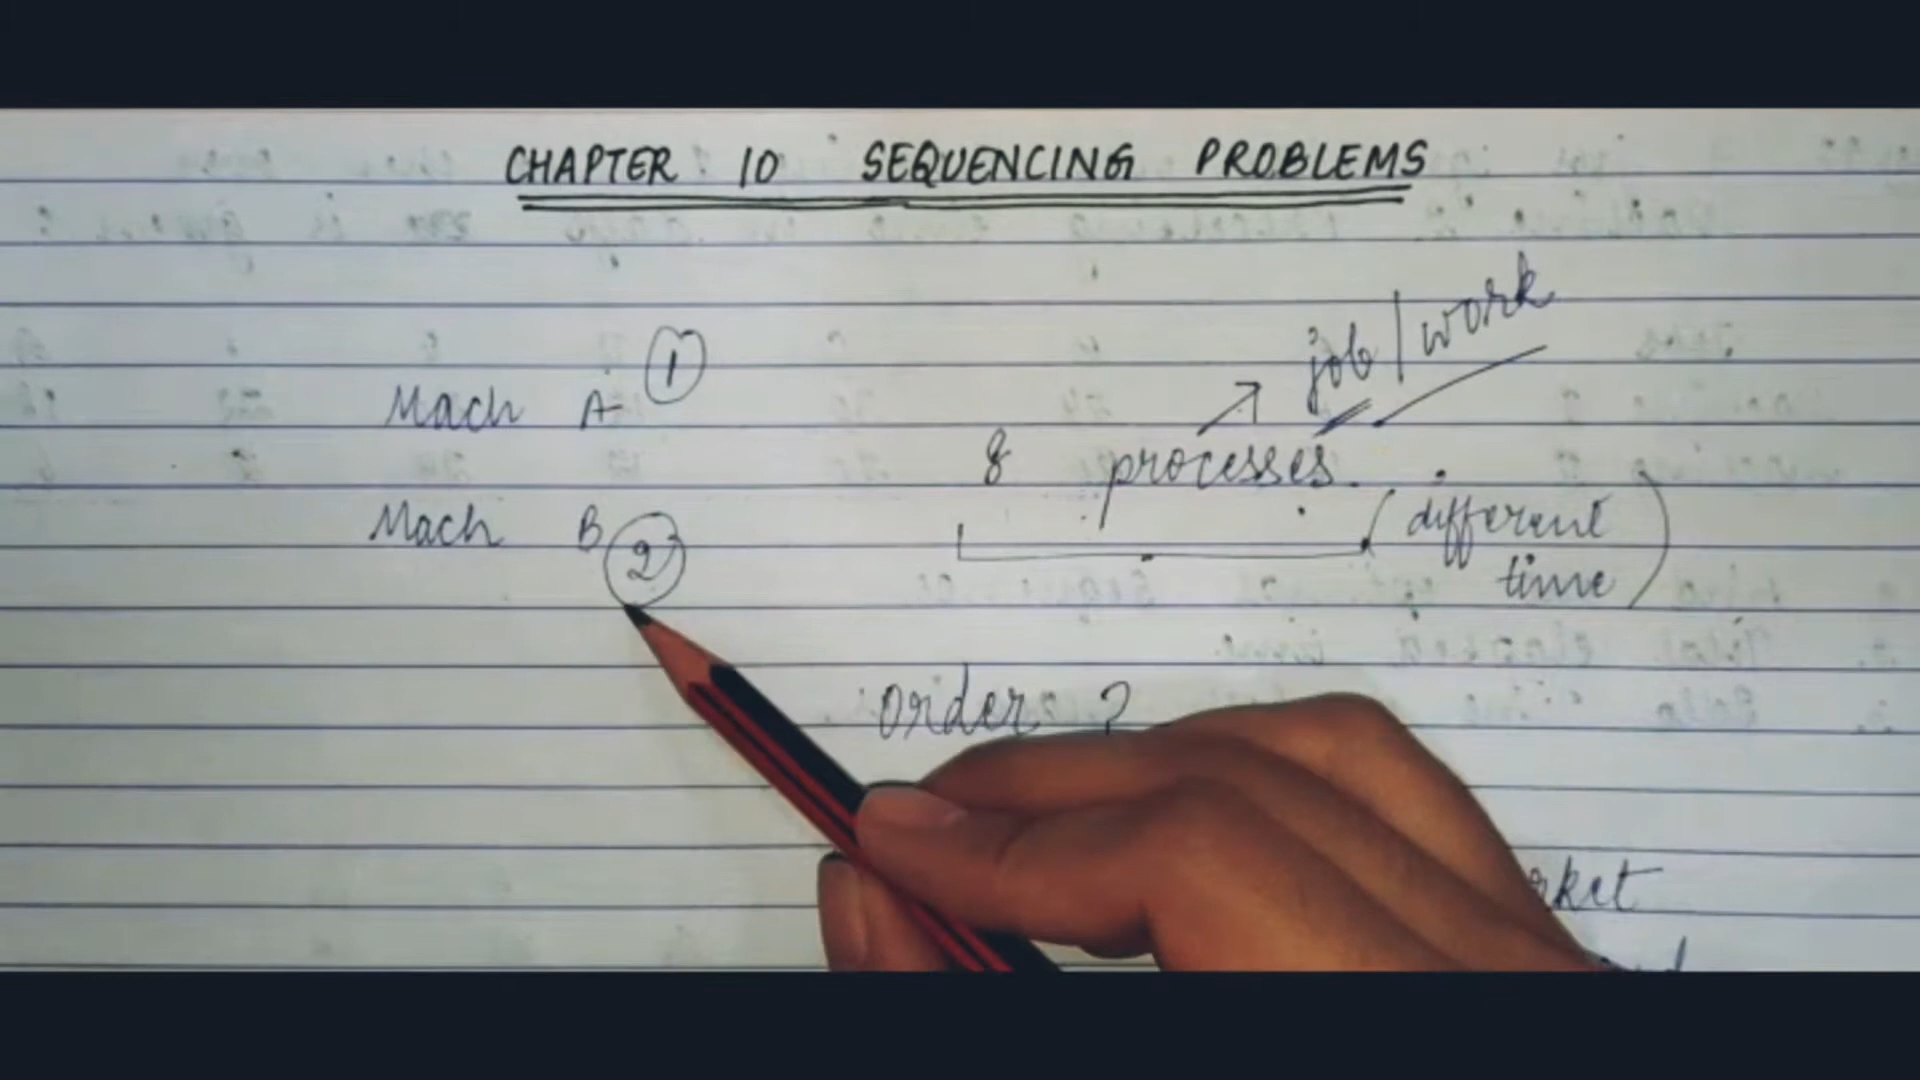 CHAPTER 10 SEQUENCING PROBLEMS
job / work
Mach A 1
8 processes.
Mach B 2
(different
time)
order ?